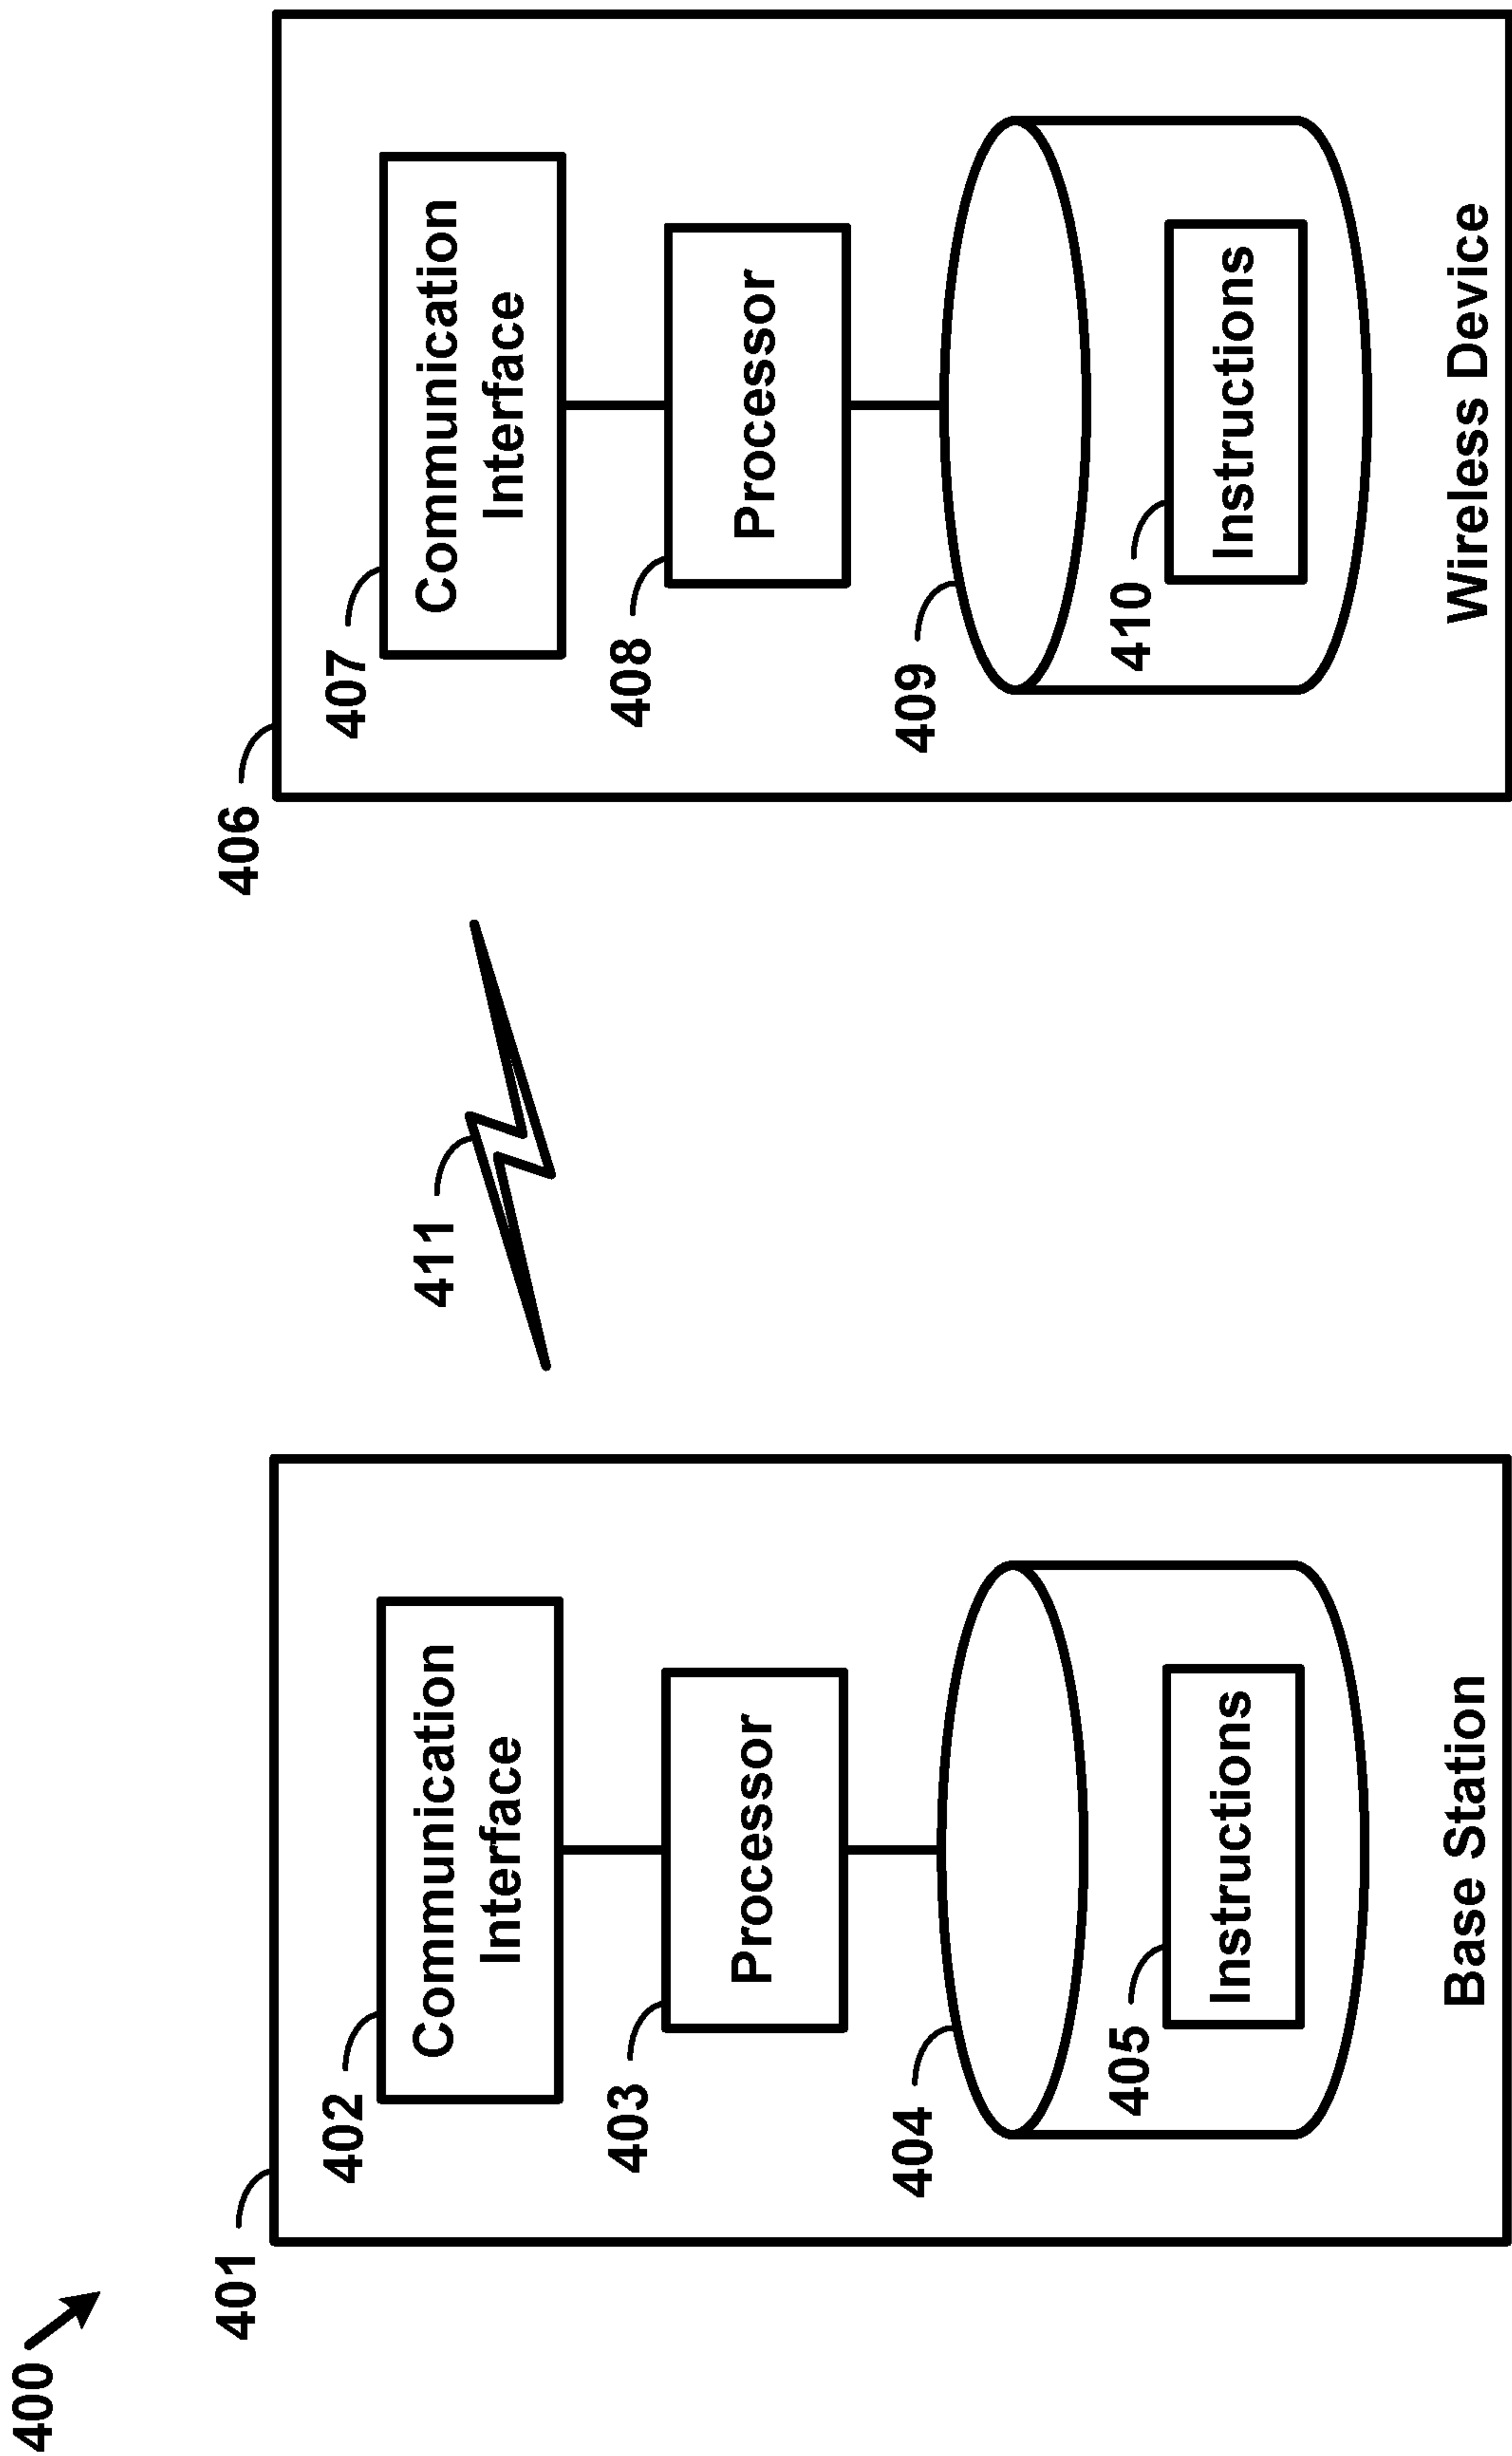 400
401
402
Communication
Interface
403
Processor
404
405
Instructions
Base Station
411
406
407
Communication
Interface
408
Processor
409
410
Instructions
Wireless Device